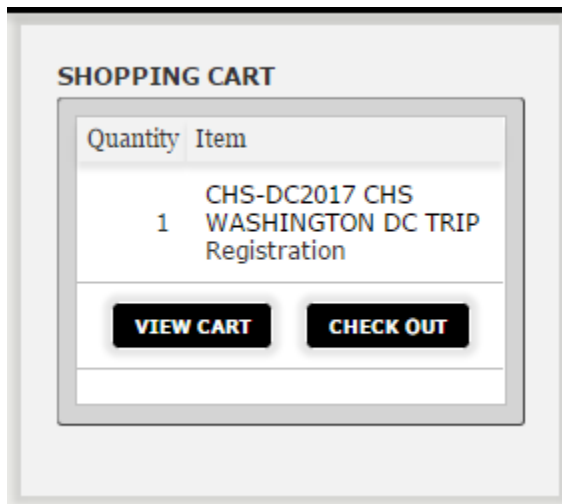 SHOPPING CART
Quantity Item
CHS-DC2017 CHS
1 WASHINGTON DC TRIP
Registration
VIEW CART CHECK OUT